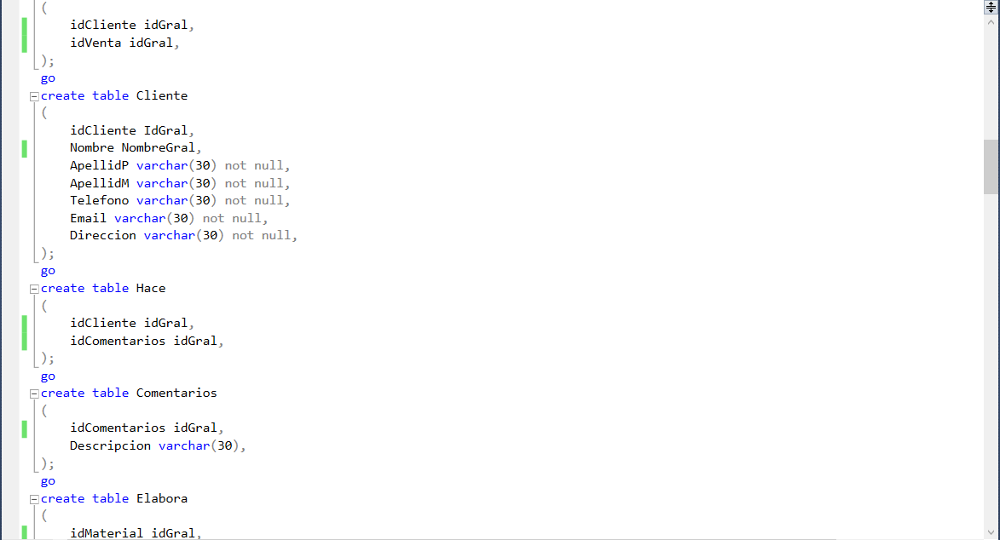 (
idCliente idGral,
idVenta idGral,
);
go
create table Cliente
(
idCliente IdGral,
Nombre NombreGral,
ApellidP varchar(30) not null,
ApellidM varchar(30) not null,
Telefono varchar(30) not null,
Email varchar(30) not null,
Direccion varchar(30) not null,
);
go
create table Hace
(
idCliente idGral,
idComentarios idGral,
);
go
create table Comentarios
(
idComentarios idGral,
Descripcion varchar(30),
);
go
create table Elabora
(
idMaterial idGral,